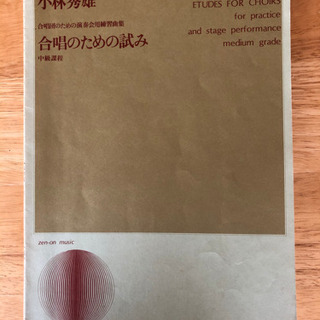 小林秀雄
合唱団のための演奏会用練習曲集
合唱のための試み
中級課程
ETUDES FOR CHOIRS
for practice
and stage performance
medium grade
zen-on music